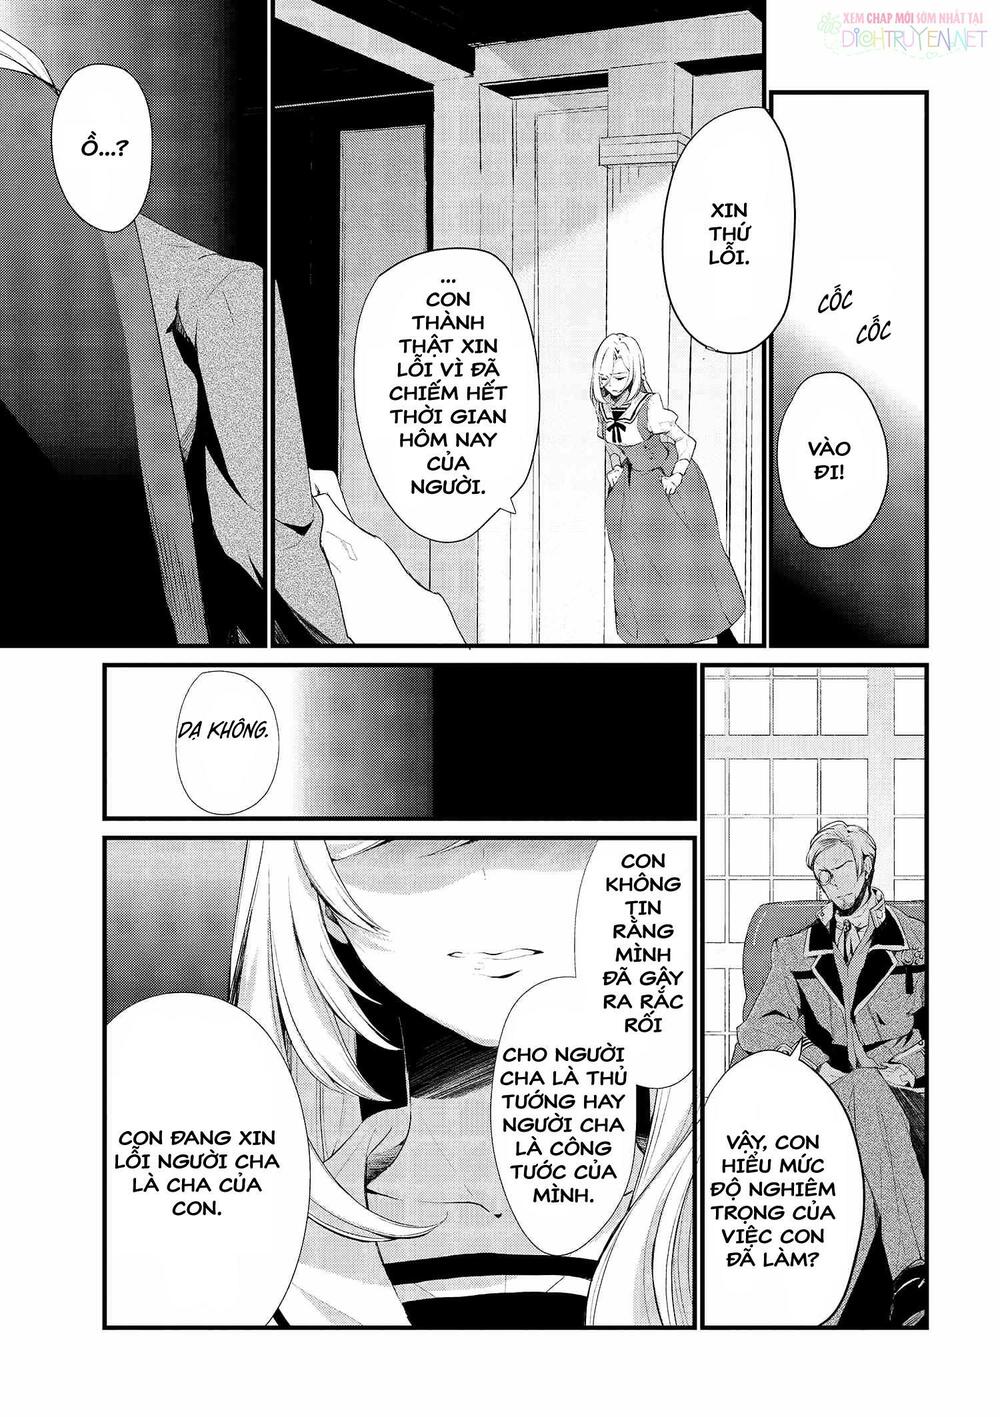 XEM CHAP MỚI SỚM NHẤT TẠI
DICHTRUYEN.NET
CỐC
CỐC
VÀO
ĐI!
XIN
THỨ
LỖI.
...
CON
THÀNH
THẬT XIN
LỖI VÌ ĐÃ
CHIẾM HẾT
THỜI GIAN
HÔM NAY
CỦA
NGƯỜI.
Ồ...?
VẬY, CON
HIỂU MỨC
ĐỘ NGHIÊM
TRỌNG CỦA
VIỆC CON
ĐÃ LÀM?
DẠ KHÔNG.
CON
KHÔNG
TIN
RẰNG
MÌNH
ĐÃ GÂY
RA RẮC
RỐI
CHO NGƯỜI
CHA LÀ THỦ
TƯỚNG HAY
NGƯỜI CHA
LÀ CÔNG
TƯỚC CỦA
MÌNH.
CON ĐANG XIN
LỖI NGƯỜI CHA
LÀ CHA CỦA
CON.